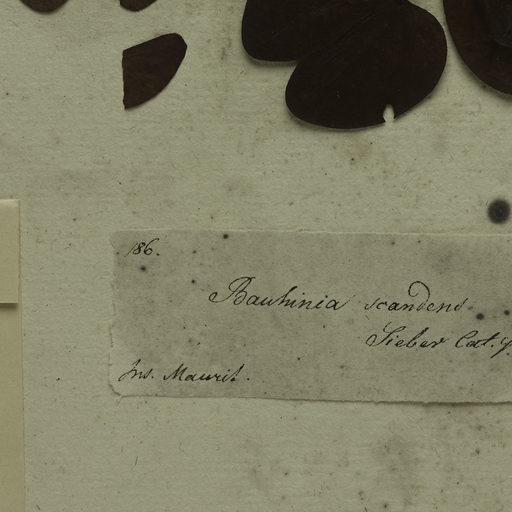 186.
Bauhinia scandens
Sieber Cat.
Ins. Maurit.